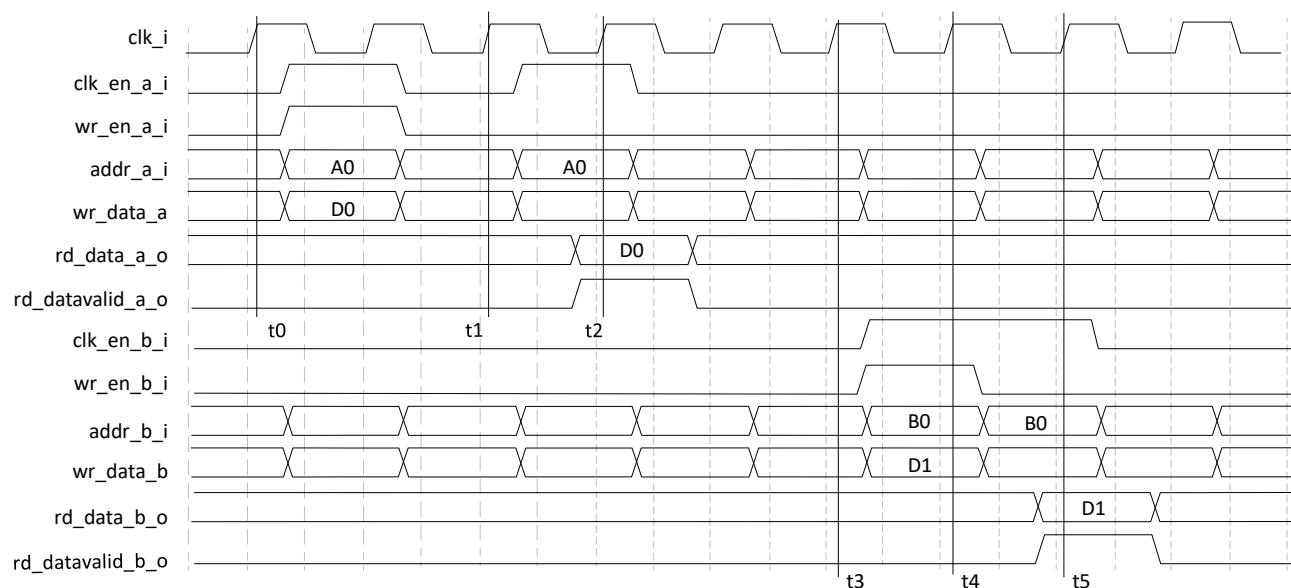 clk_i
clk_en_a_i
wr_en_a_i
addr_a_i A0 A0
wr_data_a D0
rd_data_a_o D0
rd_datavalid_a_o
t0 t1 t2
clk_en_b_i
wr_en_b_i
addr_b_i B0 B0
wr_data_b D1
rd_data_b_o D1
rd_datavalid_b_o
t3 t4 t5